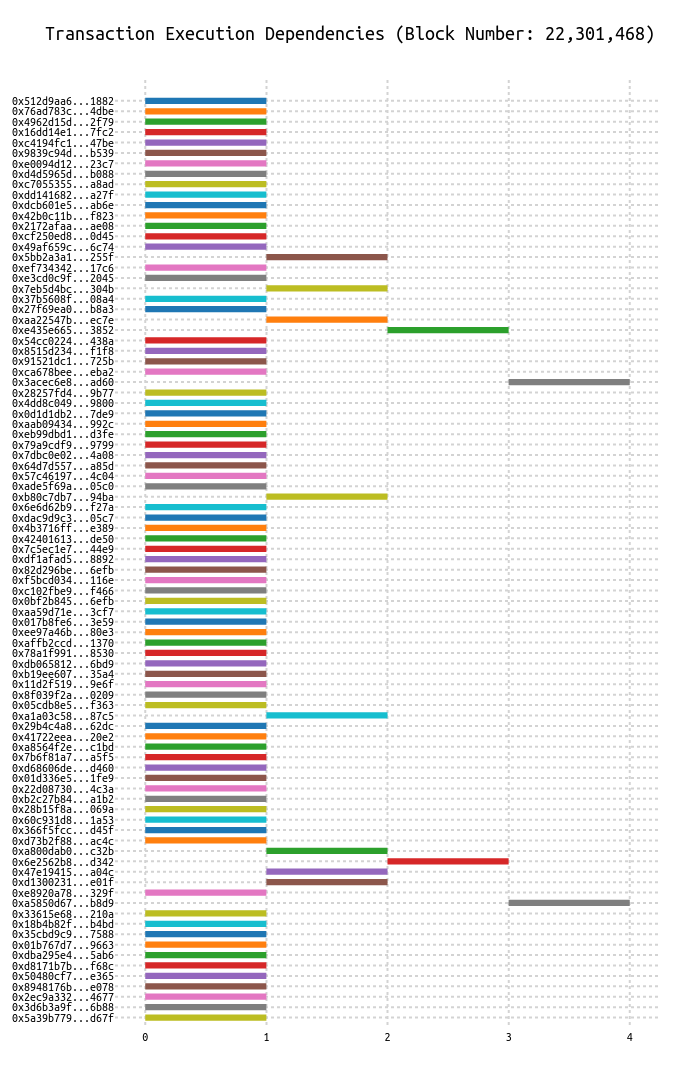 Transaction Execution Dependencies (Block Number: 22,301,468)
0x512d9aa6...1882
0x76ad783c...4dbe
0x4962d15d...2f79
0x16dd14e1...7fc2
0xc4194fc1...47be
0x9839c94d...b539
0xe0094d12...23c7
0xd4d5965d...b088
0xc7055355...a8ad
0xdd141682...a27f
0xdcb601e5...ab6e
0x42b0c11b...f823
0x2172afaa...ae08
0xcf250ed8...0d45
0x49af659c...6c74
0x5bb2a3a1...255f
0xef734342...17c6
0xe3cd0c9f...2045
0x7eb5d4bc...304b
0x37b5608f...08a4
0x27f69ea0...b8a3
0xaa22547b...ec7e
0xe435e665...3852
0x54cc0224...438a
0x8515d234...f1f8
0x91521dc1...725b
0xca678bee...eba2
0x3acec6e8...ad60
0x28257fd4...9b77
0x4dd8c049...9800
0x0d1d1db2...7de9
0xaab09434...992c
0xeb99dbd1...d3fe
0x79a9cdf9...9799
0x7dbc0e02...4a08
0x64d7d557...a85d
0x57c46197...4c04
0xade5f69a...05c0
0xb80c7db7...94ba
0x6e6d62b9...f27a
0xdac9d9c3...05c7
0x4b3716ff...e389
0x42401613...de50
0x7c5ec1e7...44e9
0xdf1afad5...8892
0x82d296be...6efb
0xf5bcd034...116e
0xc102fbe9...f466
0x0bf2b845...6efb
0xaa59d71e...3cf7
0x017b8fe6...3e59
0xee97a46b...80e3
0xaffb2ccd...1370
0x78a1f991...8530
0xdb065812...6bd9
0xb19ee607...35a4
0x11d2f519...9e6f
0x8f039f2a...0209
0x05cdb8e5...f363
0xa1a03c58...87c5
0x29b4c4a8...62dc
0x41722eea...20e2
0xa8564f2e...c1bd
0x7b6f81a7...a5f5
0xd68606de...d460
0x01d336e5...1fe9
0x22d08730...4c3a
0xb2c27b84...a1b2
0x28b15f8a...069a
0x60c931d8...1a53
0x366f5fcc...d45f
0xd73b2f88...ac4c
0xa800dab0...c32b
0x6e2562b8...d342
0x47e19415...a04c
0xd1300231...e01f
0xe8920a78...329f
0xa5850d67...b8d9
0x33615e68...210a
0x18b4b82f...b4bd
0x35cbd9c9...7588
0x01b767d7...9663
0xdba295e4...5ab6
0xd8171b7b...f68c
0x50480cf7...e365
0x8948176b...e078
0x2ec9a332...4677
0x3d6b3a9f...6b88
0x5a39b779...d67f
0 1 2 3 4